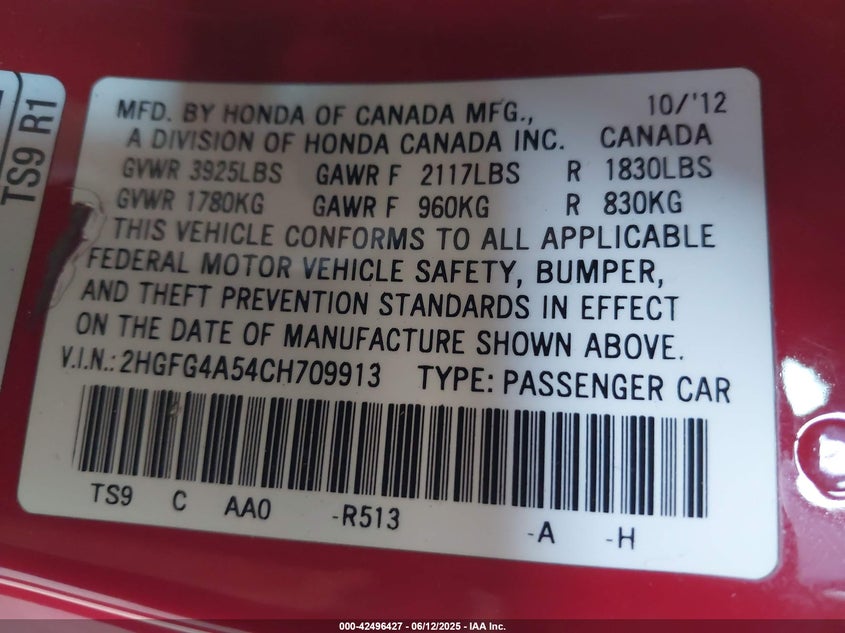 TS9 R1
MFD. BY HONDA OF CANADA MFG., 10/'12
A DIVISION OF HONDA CANADA INC. CANADA
GVWR 3925LBS GAWR F 2117LBS R 1830LBS
GVWR 1780KG GAWR F 960KG R 830KG
THIS VEHICLE CONFORMS TO ALL APPLICABLE
FEDERAL MOTOR VEHICLE SAFETY, BUMPER,
AND THEFT PREVENTION STANDARDS IN EFFECT
ON THE DATE OF MANUFACTURE SHOWN ABOVE.
V.I.N.: 2HGFG4A54CH709913 TYPE: PASSENGER CAR
TS9 C AA0 -R513 -A -H
000-42496427 - 06/12/2025 - IAA Inc.